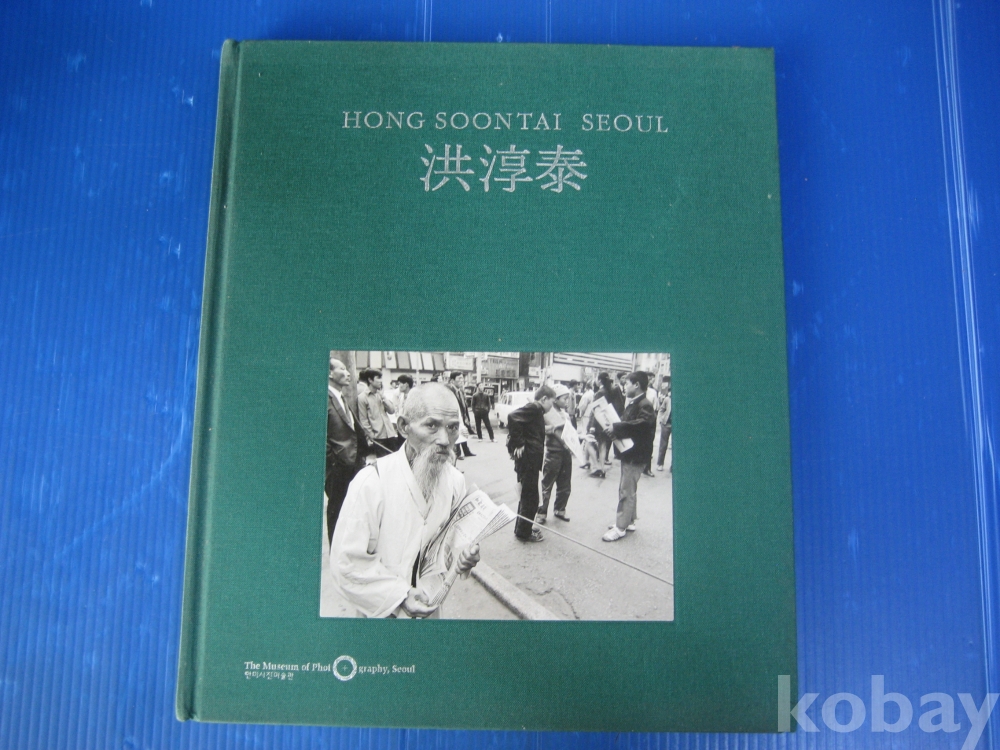 HONG SOONTAI SEOUL
洪淳泰
The Museum of Photography, Seoul
한미사진미술관
kobay